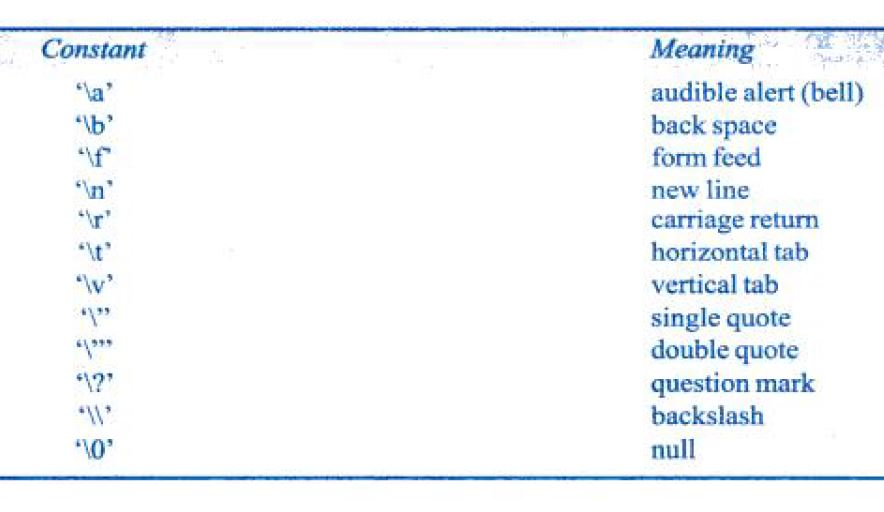 Constant Meaning
‘\a’ audible alert (bell)
‘\b’ back space
‘\f’ form feed
‘\n’ new line
‘\r’ carriage return
‘\t’ horizontal tab
‘\v’ vertical tab
‘\’’ single quote
‘\”’ double quote
‘\?’ question mark
‘\\’ backslash
‘\0’ null